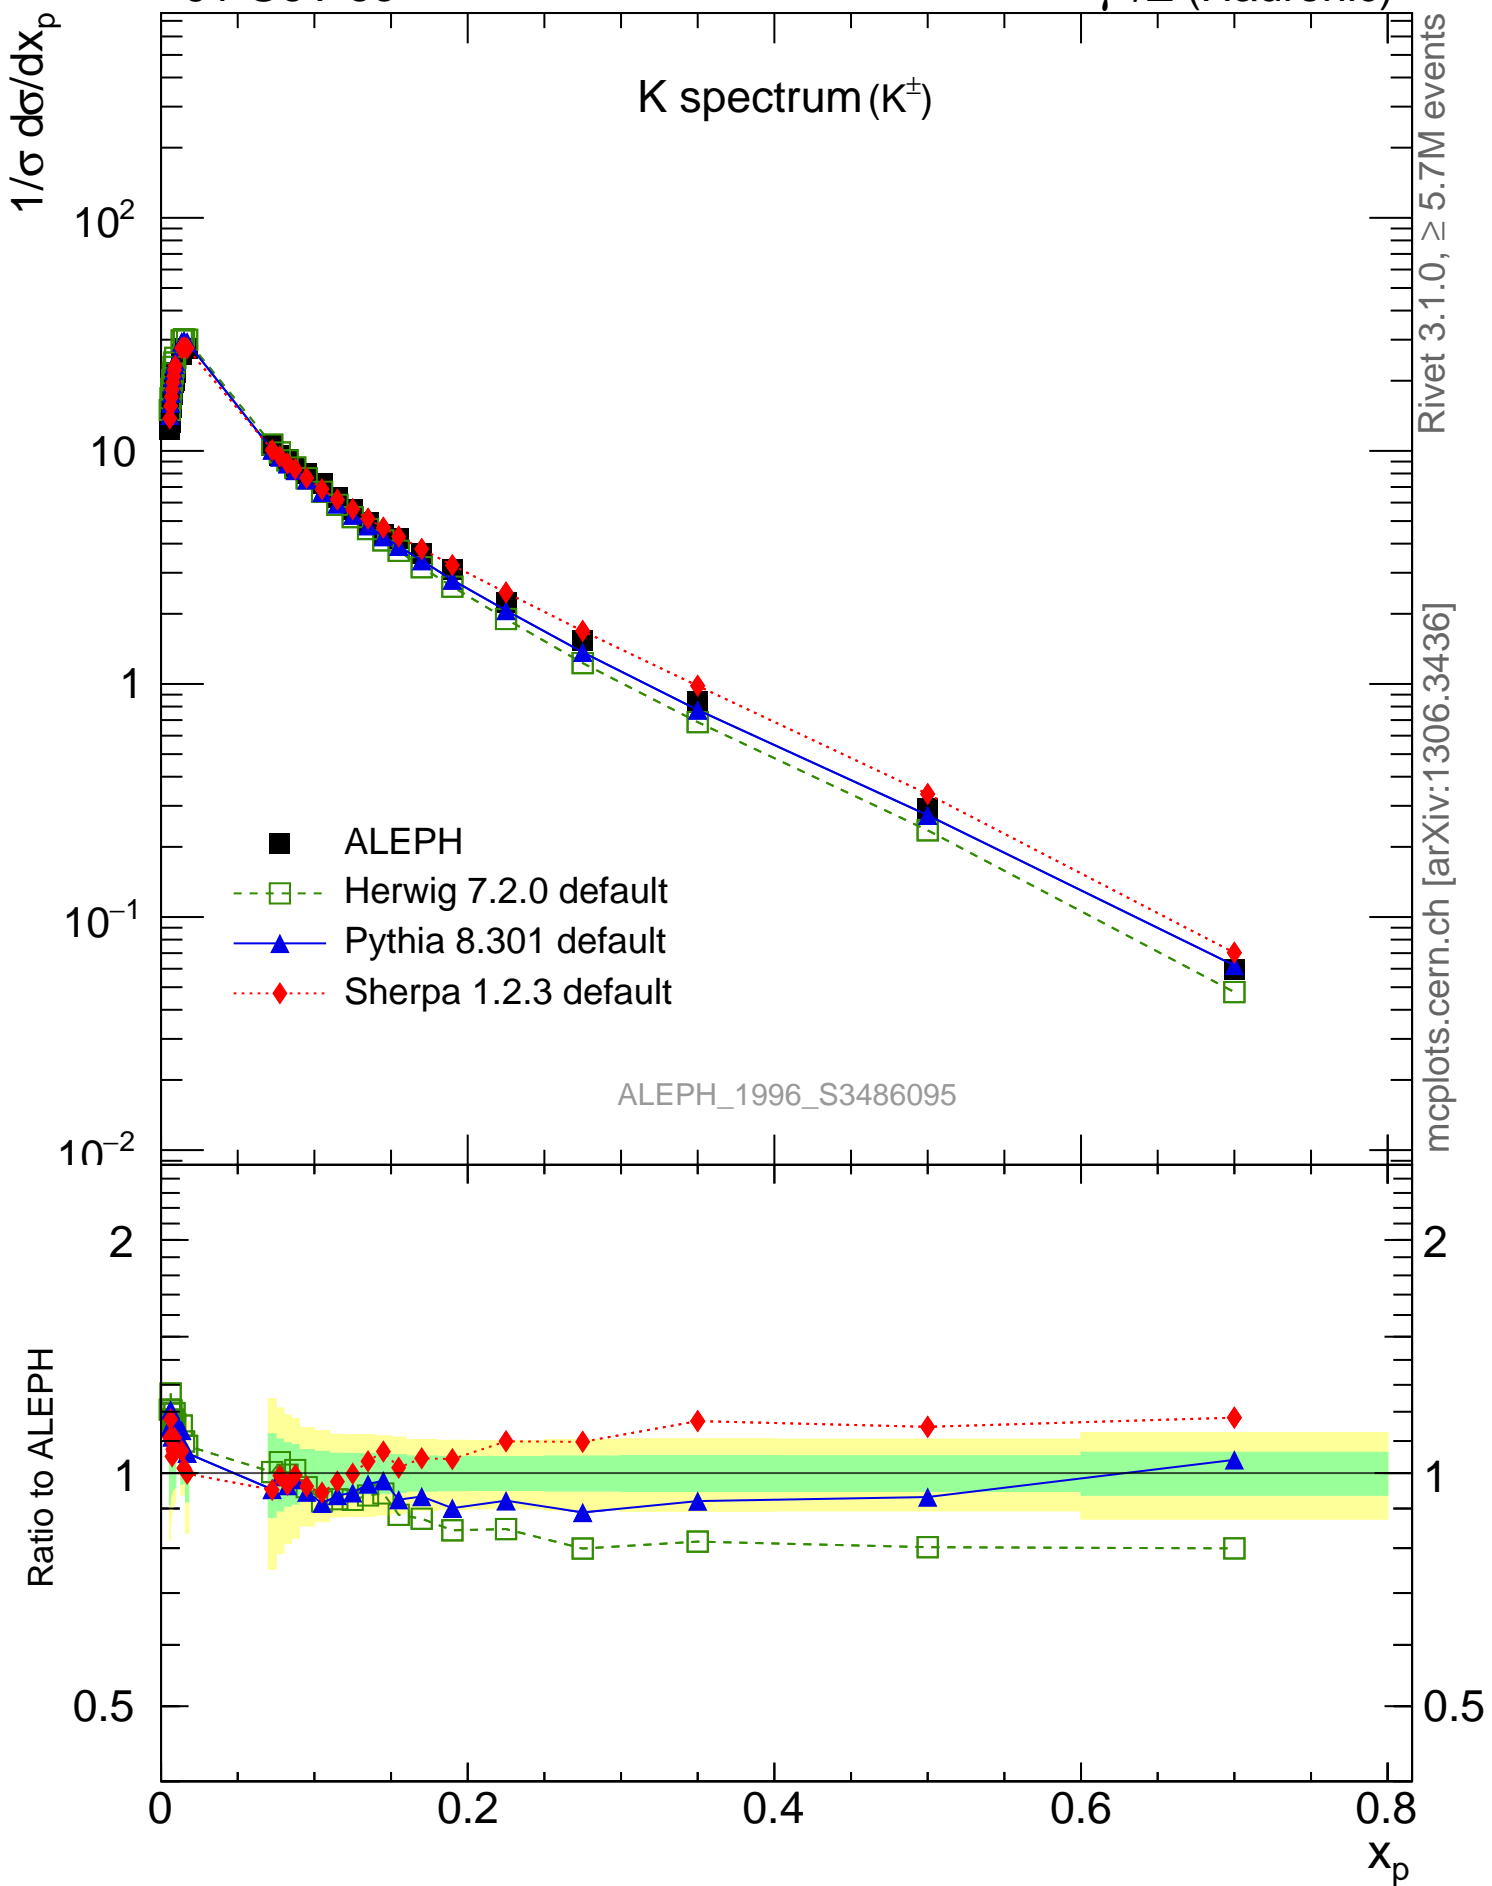 1/σ dσ/dx_p
K spectrum (K^±)
10^2
10
1
10^−1
10^−2
ALEPH
Herwig 7.2.0 default
Pythia 8.301 default
Sherpa 1.2.3 default
ALEPH_1996_S3486095
Rivet 3.1.0, ≥ 5.7M events
mcplots.cern.ch [arXiv:1306.3436]
Ratio to ALEPH
2
1
0.5
2
1
0.5
0
0.2
0.4
0.6
0.8
x_p